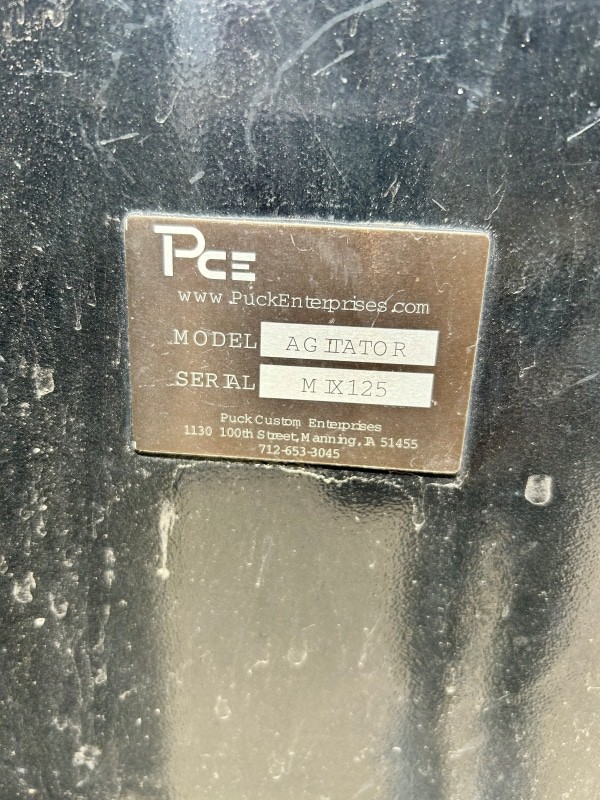 PCE
www.PuckEnterprises.com
MODEL AGITATOR
SERIAL MIX125
Puck Custom Enterprises
1130 100th Street, Manning, IA 51455
712-653-3045